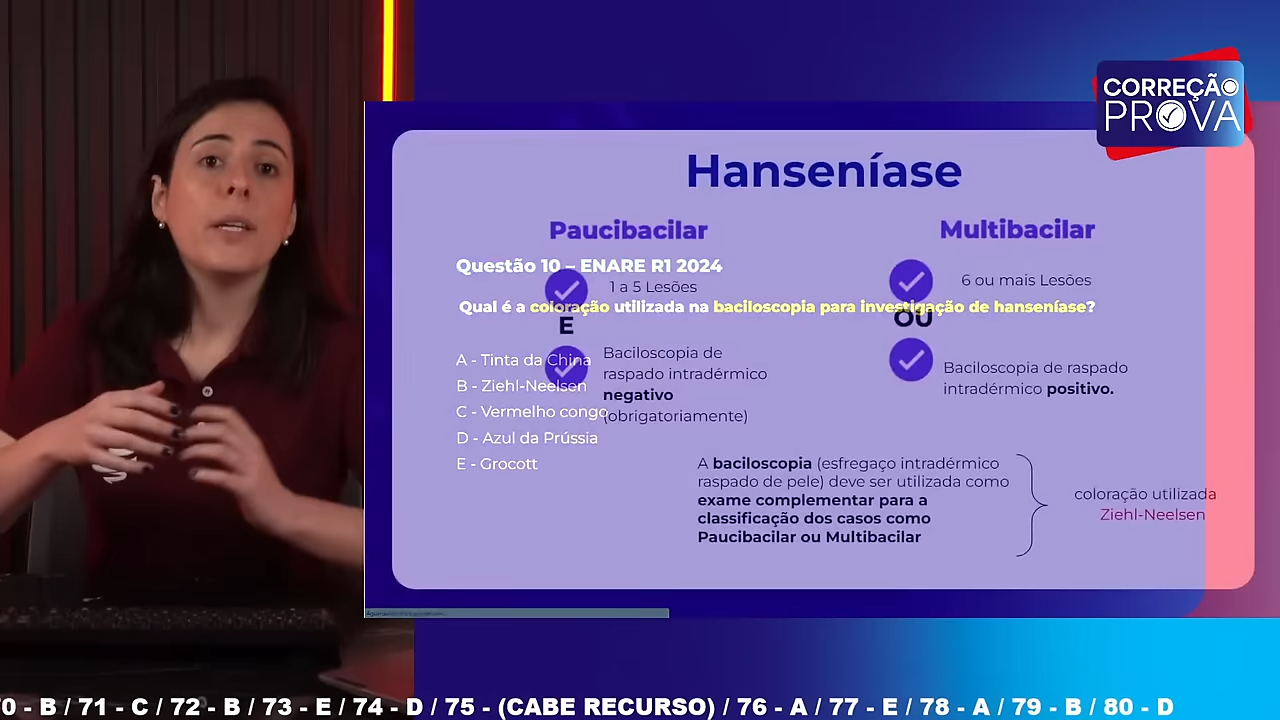 CORREÇÃO
PROVA
Hanseníase
Paucibacilar
Multibacilar
Questão 10 – ENARE R1 2024
1 a 5 Lesões
6 ou mais Lesões
Qual é a coloração utilizada na baciloscopia para investigação de hanseníase?
E
OU
A - Tinta da China
B - Ziehl-Neelsen
C - Vermelho congo
D - Azul da Prússia
E - Grocott
Baciloscopia de
raspado intradérmico
negativo
(obrigatoriamente)
Baciloscopia de raspado
intradérmico positivo.
A baciloscopia (esfregaço intradérmico
raspado de pele) deve ser utilizada como
exame complementar para a
classificação dos casos como
Paucibacilar ou Multibacilar
coloração utilizada
Ziehl-Neelsen
0 - B / 71 - C / 72 - B / 73 - E / 74 - D / 75 - (CABE RECURSO) / 76 - A / 77 - E / 78 - A / 79 - B / 80 - D